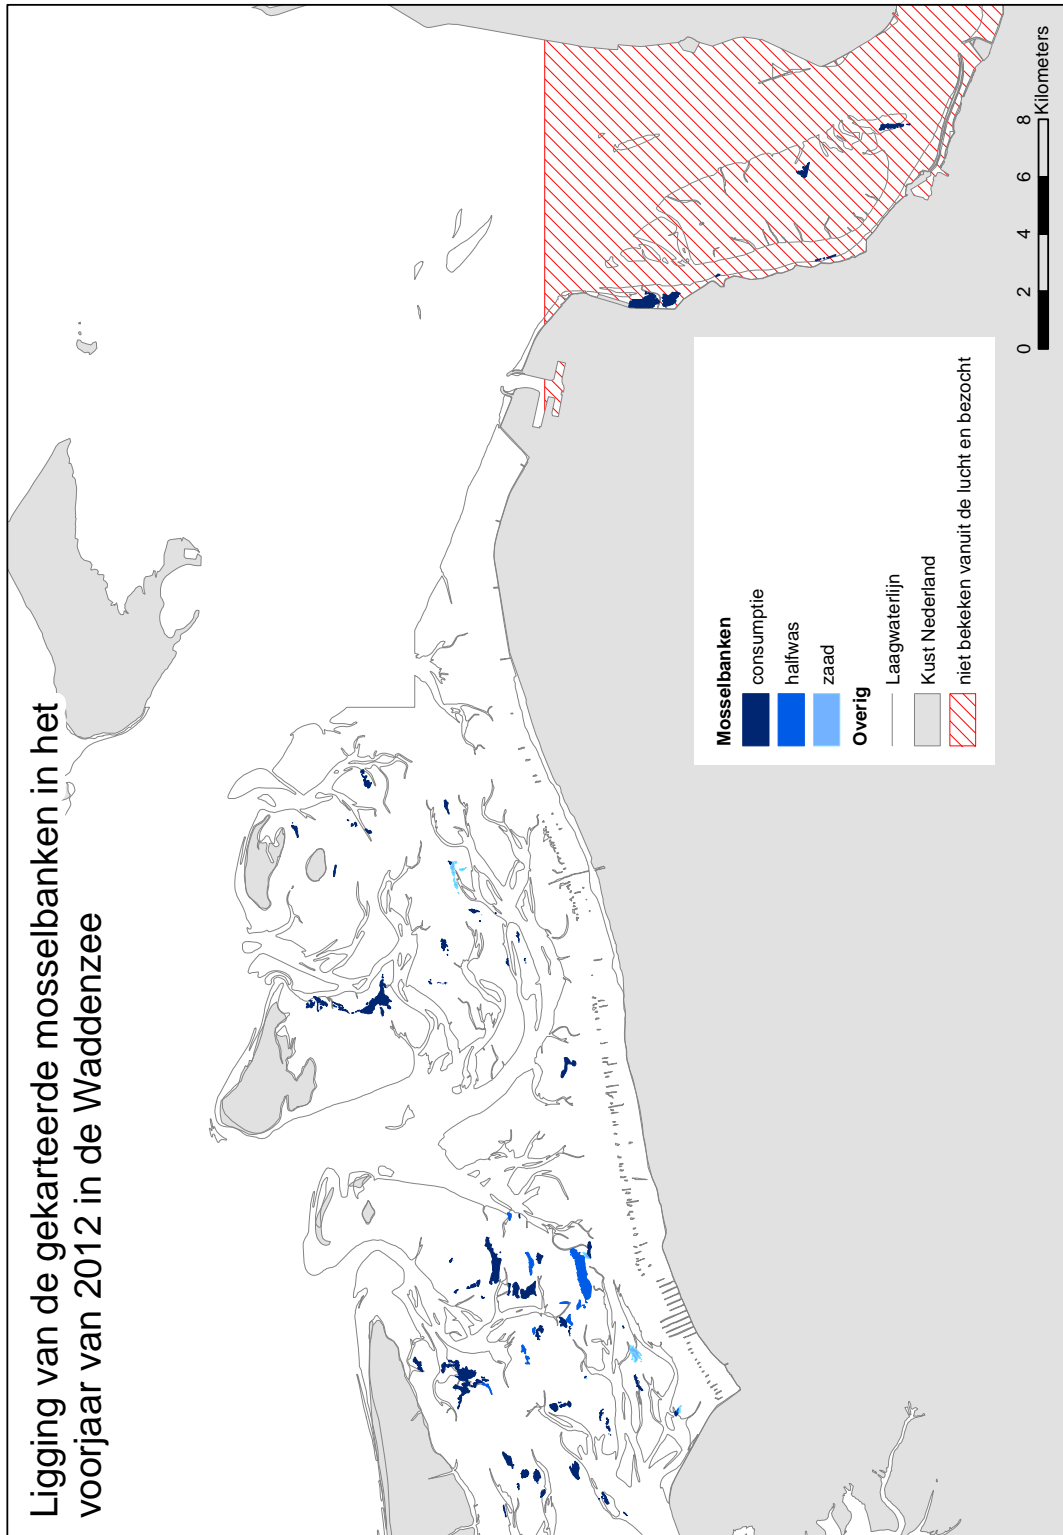 Ligging van de gekarteerde mosselbanken in het
voorjaar van 2012 in de Waddenzee
Mosselbanken
consumptie
halfwas
zaad
Overig
Laagwaterlijn
Kust Nederland
niet bekeken vanuit de lucht en bezocht
0 2 4 6 8
Kilometers